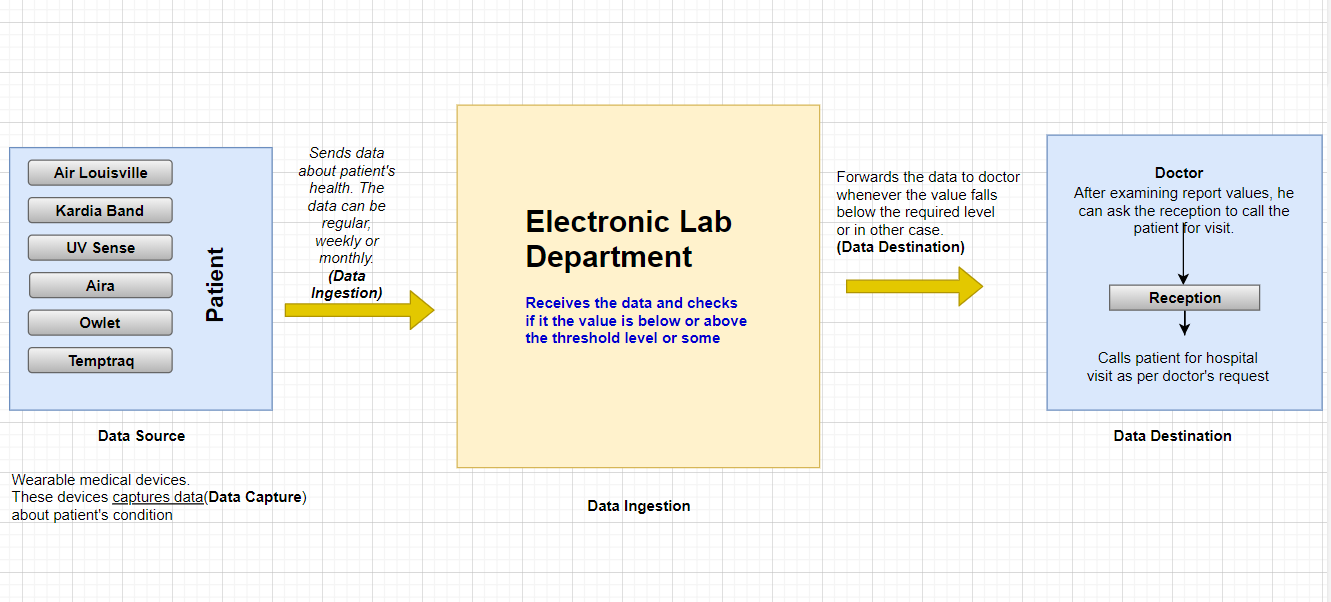 Air Louisville
Kardia Band
UV Sense
Aira
Owlet
Temptraq
Patient
Data Source
Wearable medical devices.
These devices captures data(Data Capture)
about patient's condition
Sends data
about patient's
health. The
data can be
regular,
weekly or
monthly.
(Data
Ingestion)
Electronic Lab
Department
Receives the data and checks
if it the value is below or above
the threshold level or some
Data Ingestion
Forwards the data to doctor
whenever the value falls
below the required level
or in other case.
(Data Destination)
Doctor
After examining report values, he
can ask the reception to call the
patient for visit.
Reception
Calls patient for hospital
visit as per doctor's request
Data Destination